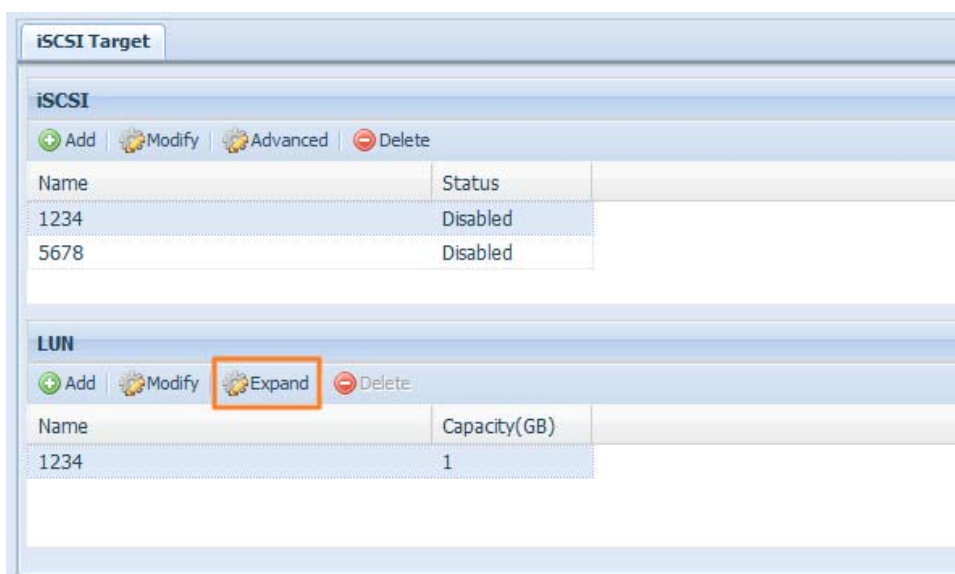 iSCSI Target
iSCSI
Add Modify Advanced Delete
Name Status
1234 Disabled
5678 Disabled
LUN
Add Modify Expand Delete
Name Capacity(GB)
1234 1